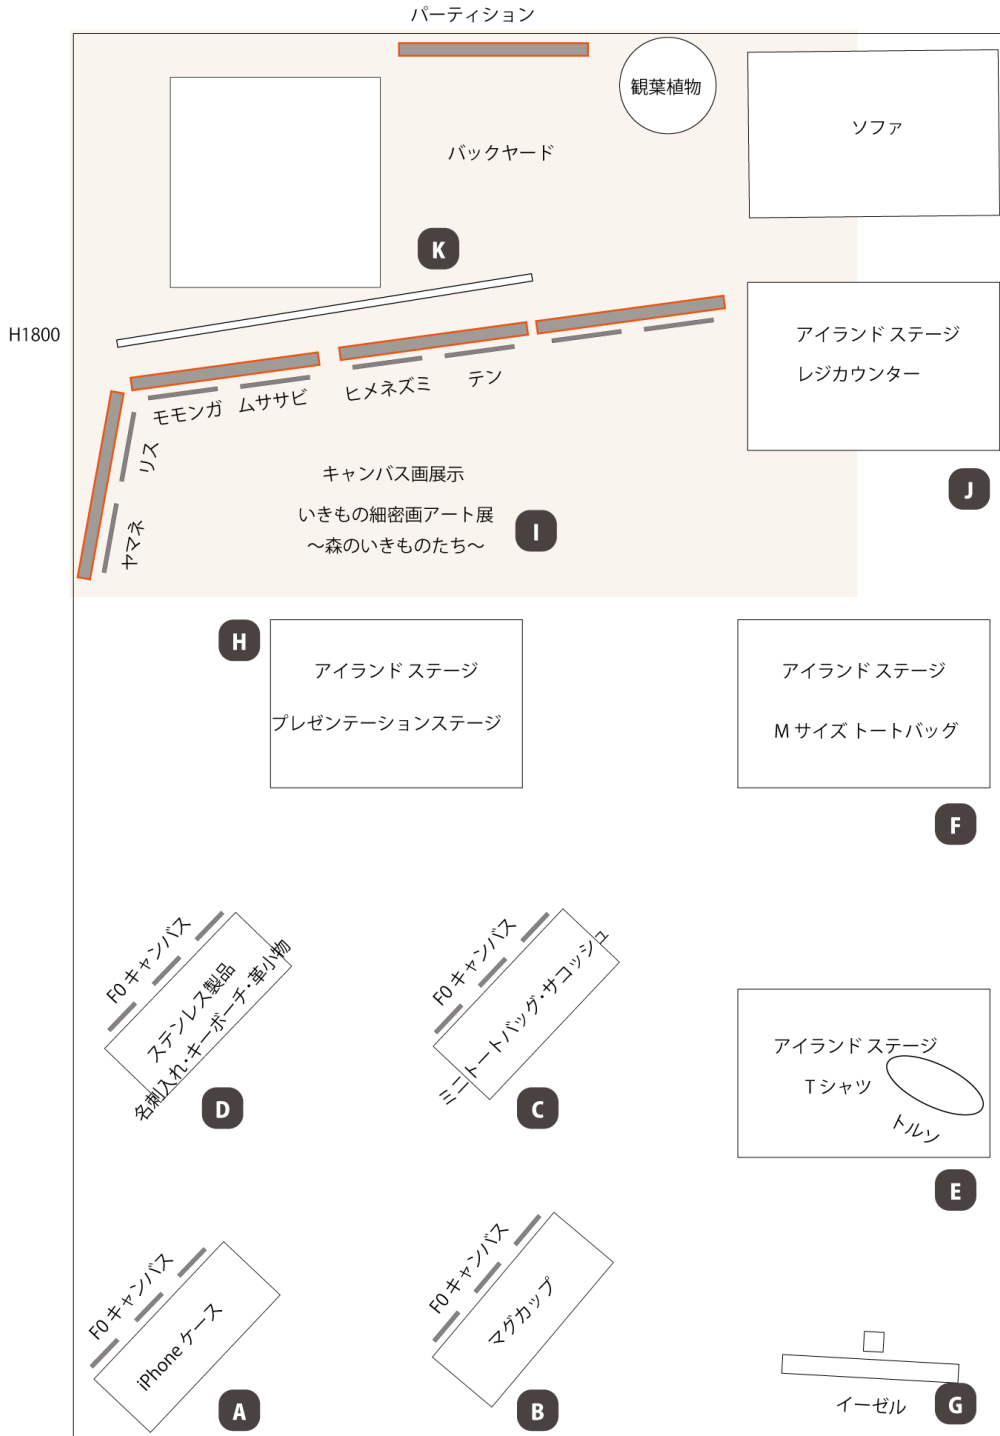 パーティション
観葉植物
ソファ
バックヤード
K
H1800
アイランド ステージ
レジカウンター
J
モモンガ
ムササビ
ヒメネズミ
テン
リス
ヤマネ
キャンバス画展示
いきもの細密画アート展
～森のいきものたち～
I
H
アイランド ステージ
プレゼンテーションステージ
アイランド ステージ
M サイズ トートバッグ
F
F0 キャンバス
ステンレス製品
名刺入れ・キーポーチ・革小物
D
F0 キャンバス
ミニトートバッグ・サコッシュ
C
アイランド ステージ
T シャツ
トルン
E
F0 キャンバス
iPhone ケース
A
F0 キャンバス
マグカップ
B
イーゼル
G